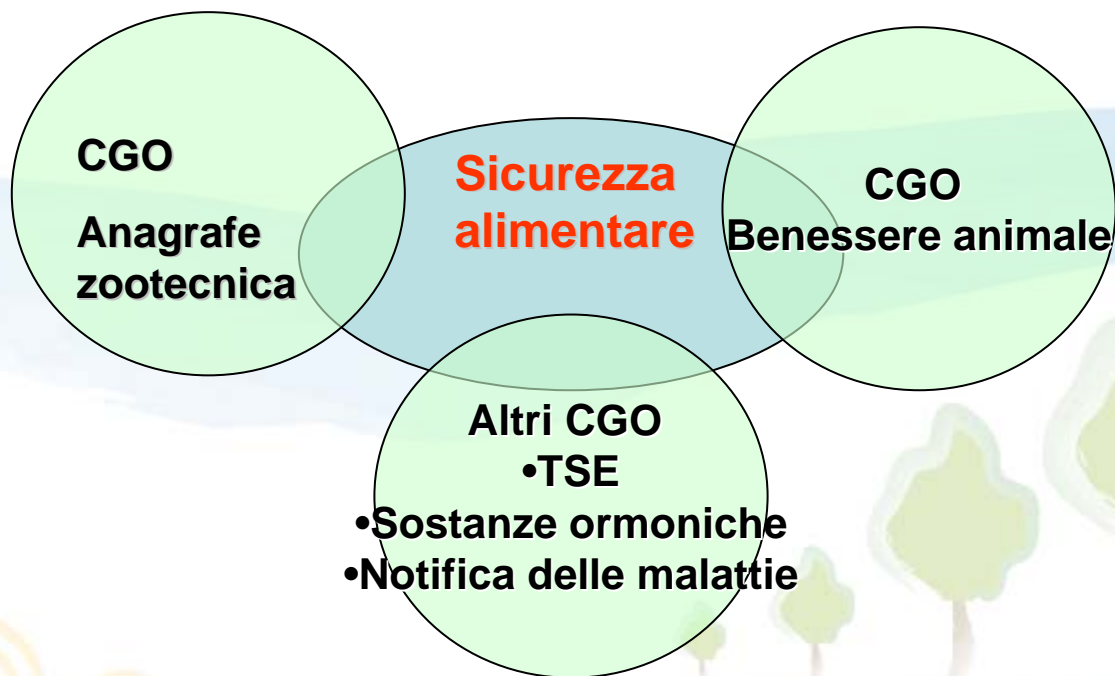 CGO
Anagrafe
zootecnica
Sicurezza
alimentare
CGO
Benessere animale
Altri CGO
•TSE
•Sostanze ormoniche
•Notifica delle malattie